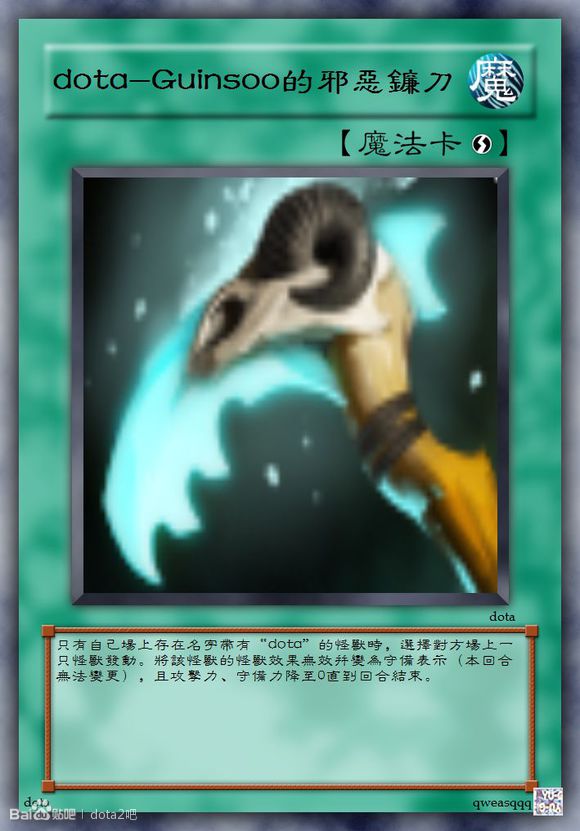 dota-Guinsoo的邪惡鐮刀 魔
【魔法卡】
dota
只有自己場上存在名字帶有“dota”的怪獸時，選擇對方場上一
只怪獸發動。將該怪獸的怪獸效果無效并變為守備表示（本回合
無法變更），且攻擊力、守備力降至0直到回合結束。
dota qweasqqq
Bai贴吧 | dota2吧